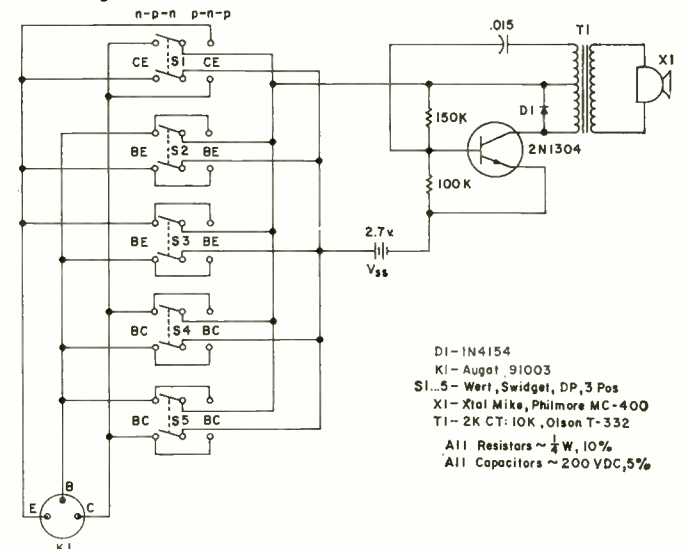 n-p-n p-n-p
CE S1 CE
BE S2 BE
BE S3 BE
BC S4 BC
BC S5 BC
E B C
K1
.015
T1
X1
D1
150K
2N1304
100K
2.7v.
Vss
D1-1N4154
K1-Augat 91003
S1...5-Wert, Swidget, DP, 3 Pos
X1-Xtal Mike, Philmore MC-400
T1-2K CT:10K, Olson T-332
All Resistors ~ 1/4 W, 10%
All Capacitors ~ 200 VDC, 5%